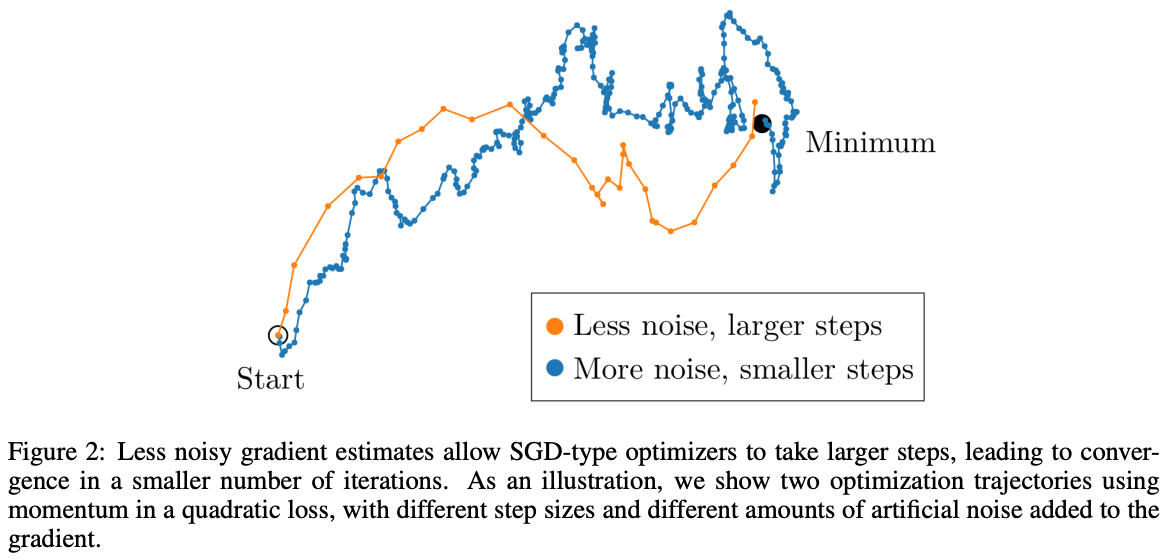 Minimum
Less noise, larger steps
More noise, smaller steps
Start
Figure 2: Less noisy gradient estimates allow SGD-type optimizers to take larger steps, leading to conver-
gence in a smaller number of iterations. As an illustration, we show two optimization trajectories using
momentum in a quadratic loss, with different step sizes and different amounts of artificial noise added to the
gradient.